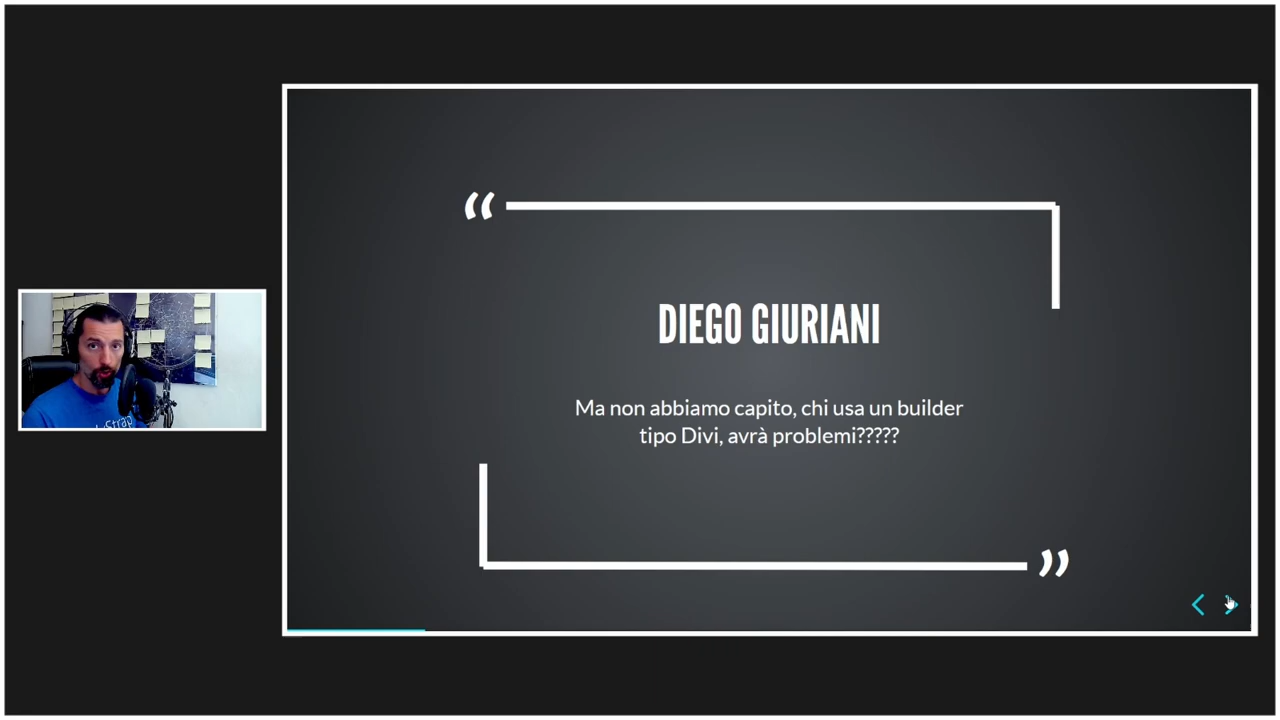 “
DIEGO GIURIANI
Ma non abbiamo capito, chi usa un builder
tipo Divi, avrà problemi?????
”